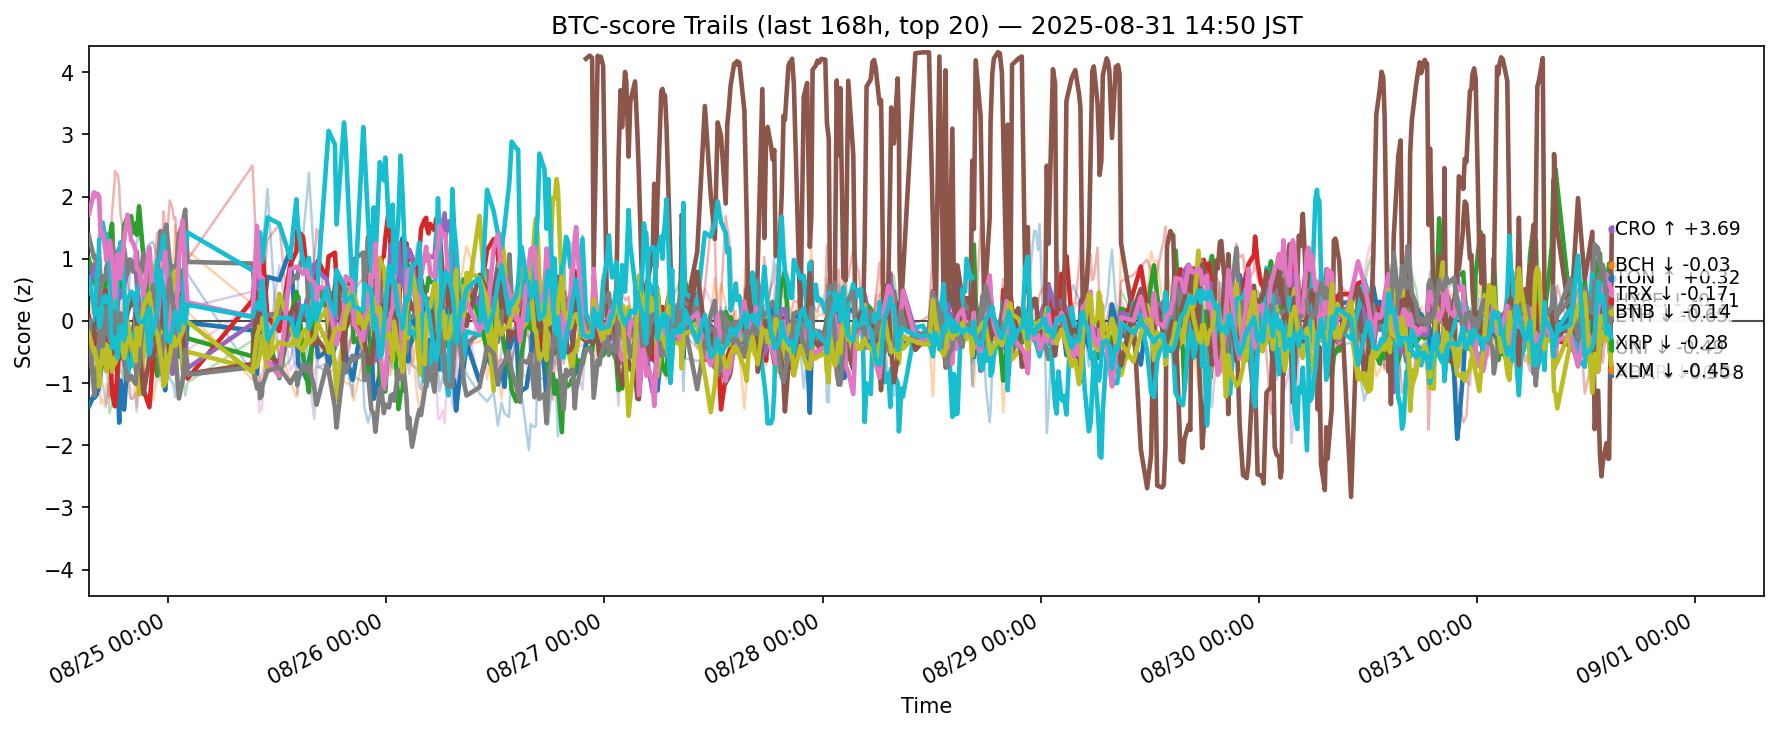 BTC-score Trails (last 168h, top 20) — 2025-08-31 14:50 JST
Score (z)
4
3
2
1
0
−1
−2
−3
−4
CRO ↑ +3.69
BCH ↓ -0.03
TON ↑ +0.32
TRX ↓ -0.17
BNB ↓ -0.14
XRP ↓ -0.28
XLM ↓ -0.45
08/25 00:00
08/26 00:00
08/27 00:00
08/28 00:00
08/29 00:00
08/30 00:00
08/31 00:00
09/01 00:00
Time